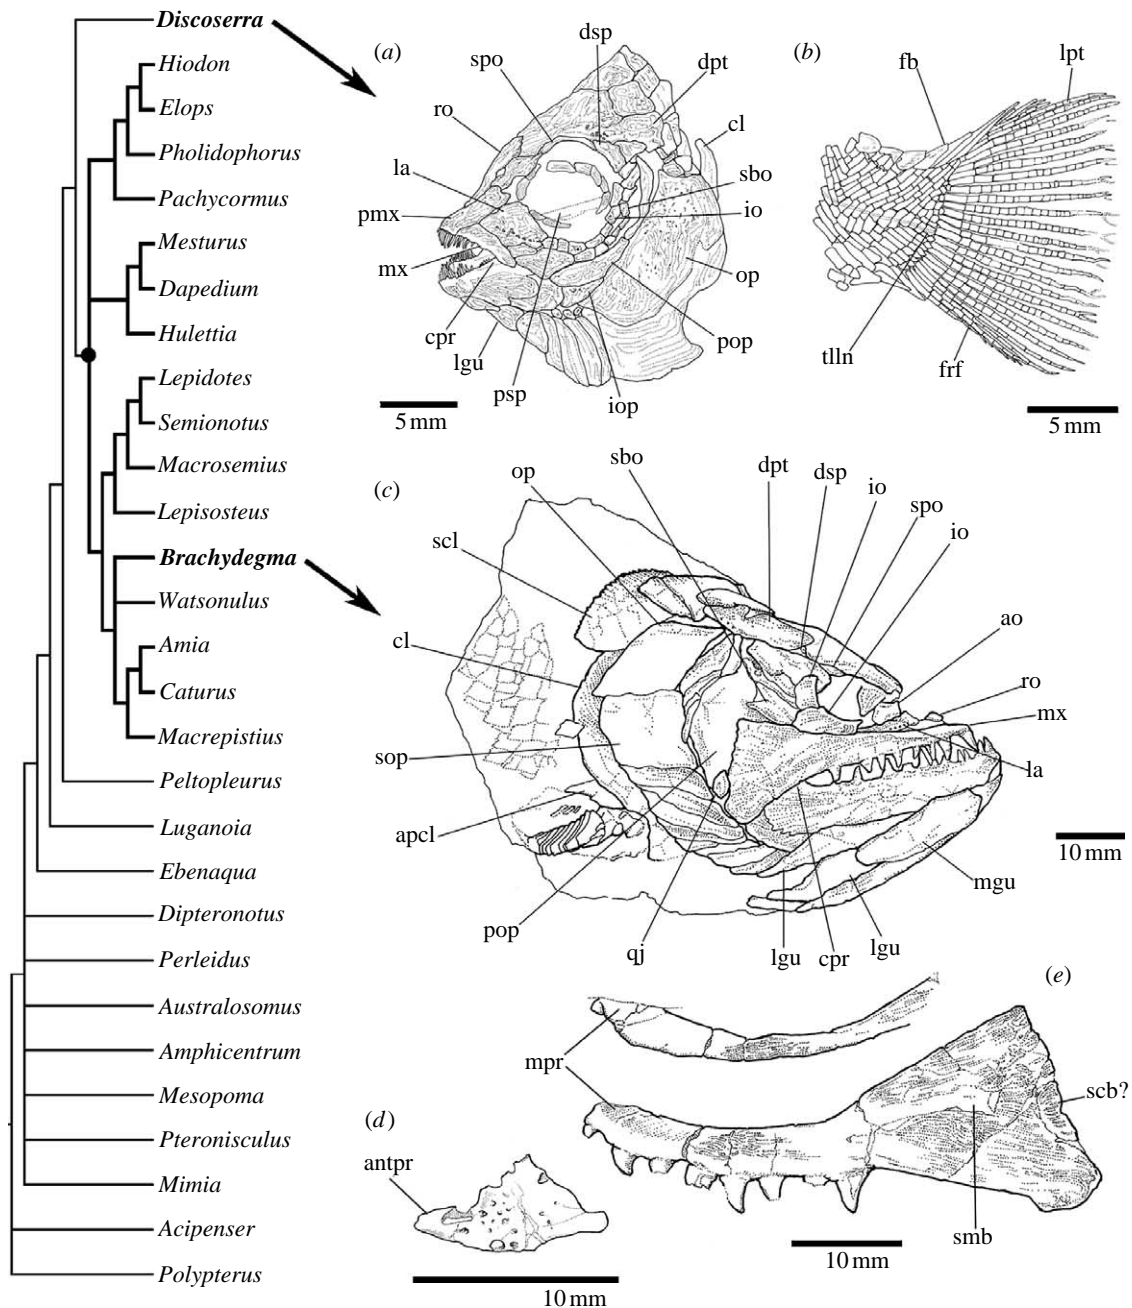 Discoserra
Hiodon
Elops
Pholidophorus
Pachycormus
Mesturus
Dapedium
Hulettia
Lepidotes
Semionotus
Macrosemius
Lepisosteus
Brachydegma
Watsonulus
Amia
Caturus
Macrepistius
Peltopleurus
Luganoia
Ebenaqua
Dipteronotus
Perleidus
Australosomus
Amphicentrum
Mesopoma
Pteronisculus
Mimia
Acipenser
Polypterus
(a)
dsp
spo
dpt
ro
cl
la
sbo
pmx
io
mx
op
cpr
lgu
pop
psp
iop
5 mm
(b)
fb
lpt
tlln
frf
5 mm
(c)
sbo
op
dpt
dsp
io
spo
io
scl
ao
cl
ro
mx
sop
la
apcl
10 mm
mgu
pop
qj
lgu
cpr
lgu
(d)
antpr
10 mm
(e)
mpr
scb?
smb
10 mm